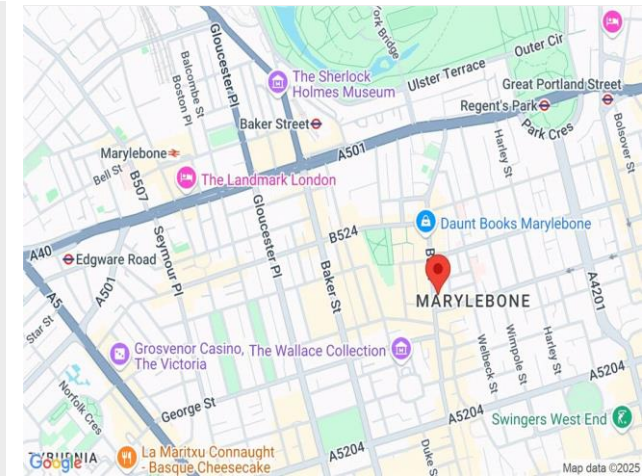 York Bridge
Outer Cir
Gloucester Pl
Balcombe St
Boston Pl
The Sherlock
Holmes Museum
Ulster Terrace
Great Portland Street
Regent's Park
Park Cres
Bolsover St
Baker Street
Marylebone
A501
Harley St
Bell St
B507
The Landmark London
Daunt Books Marylebone
B524
A40
Edgware Road
Seymour Pl
Gloucester Pl
Baker St
MARYLEBONE
A4201
A5
A501
Star St
Grosvenor Casino,
The Victoria
The Wallace Collection
Welbeck St
Wimpole St
Harley St
Norfolk Cres
George St
A5204
A5204
Swingers West End
La Maritxu Connaught
- Basque Cheesecake
A5204
Duke S
Google
Map data ©2025